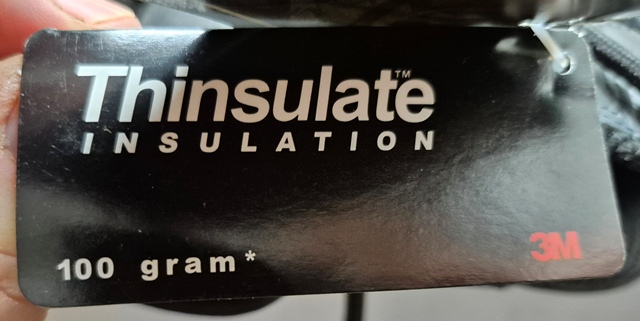 Thinsulate™
INSULATION
100 gram*
3M